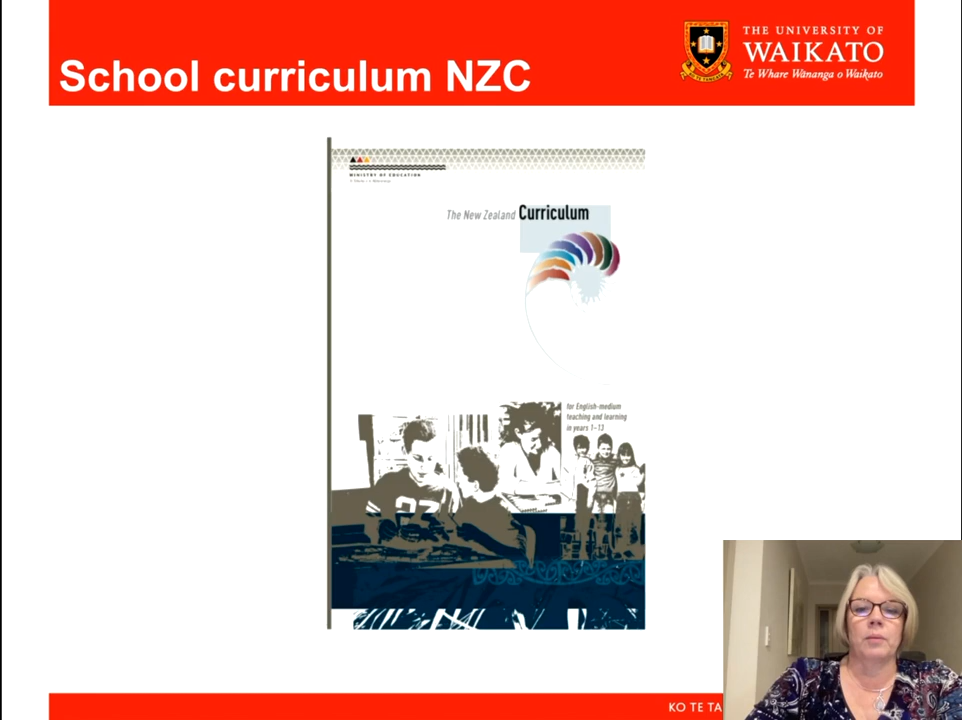 School curriculum NZC
THE UNIVERSITY OF
WAIKATO
Te Whare Wānanga o Waikato
MINISTRY OF EDUCATION
The New Zealand Curriculum
for English-medium
teaching and learning
in years 1–13
KO TE TA